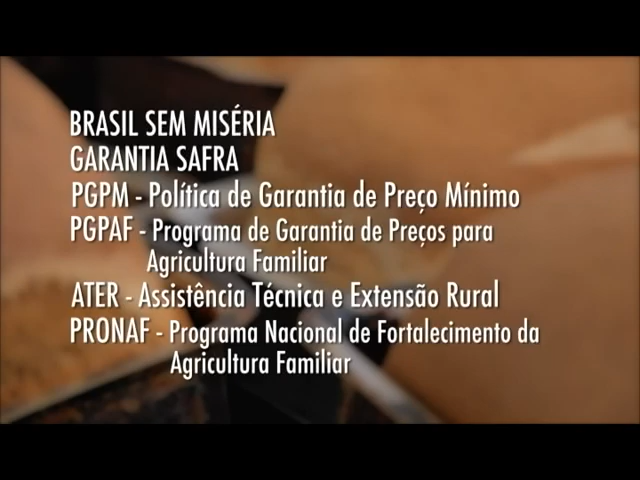 BRASIL SEM MISÉRIA
GARANTIA SAFRA
PGPM - Política de Garantia de Preço Mínimo
PGPAF - Programa de Garantia de Preços para
Agricultura Familiar
ATER - Assistência Técnica e Extensão Rural
PRONAF - Programa Nacional de Fortalecimento da
Agricultura Familiar